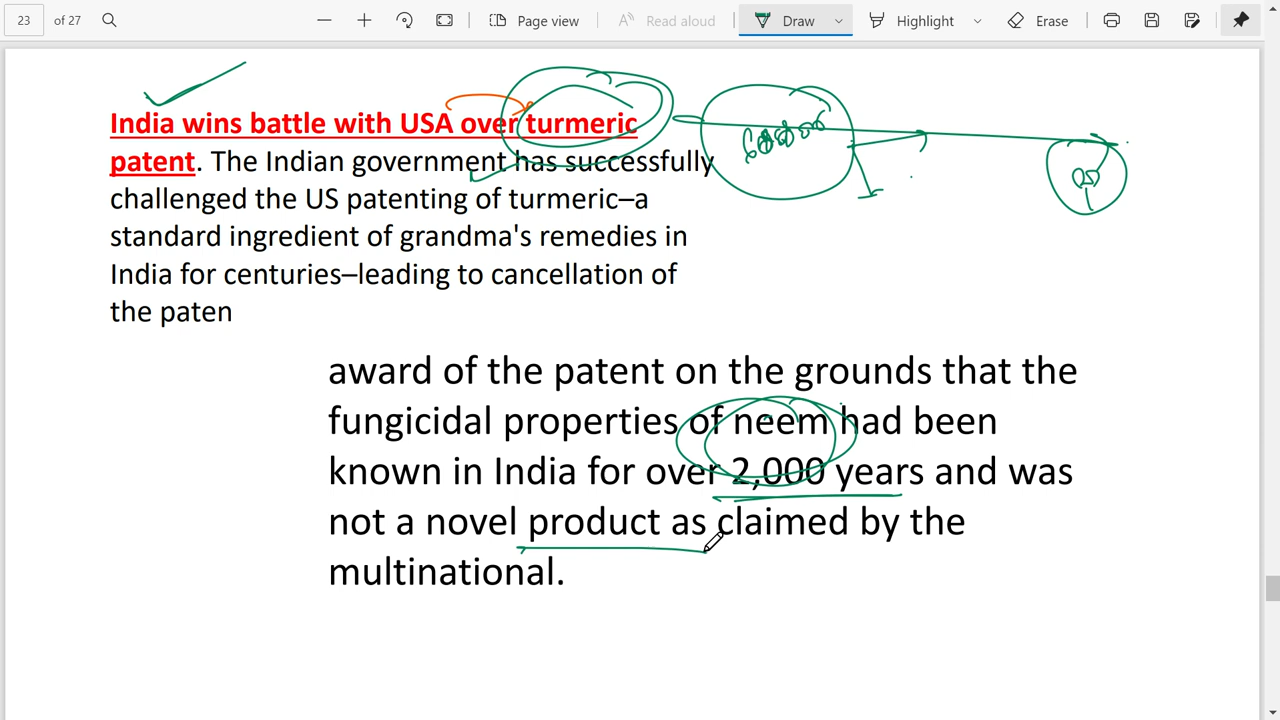 23 of 27 Page view Read aloud Draw Highlight Erase
India wins battle with USA over turmeric
patent. The Indian government has successfully
challenged the US patenting of turmeric–a
standard ingredient of grandma's remedies in
India for centuries–leading to cancellation of
the paten
award of the patent on the grounds that the
fungicidal properties of neem had been
known in India for over 2,000 years and was
not a novel product as claimed by the
multinational.